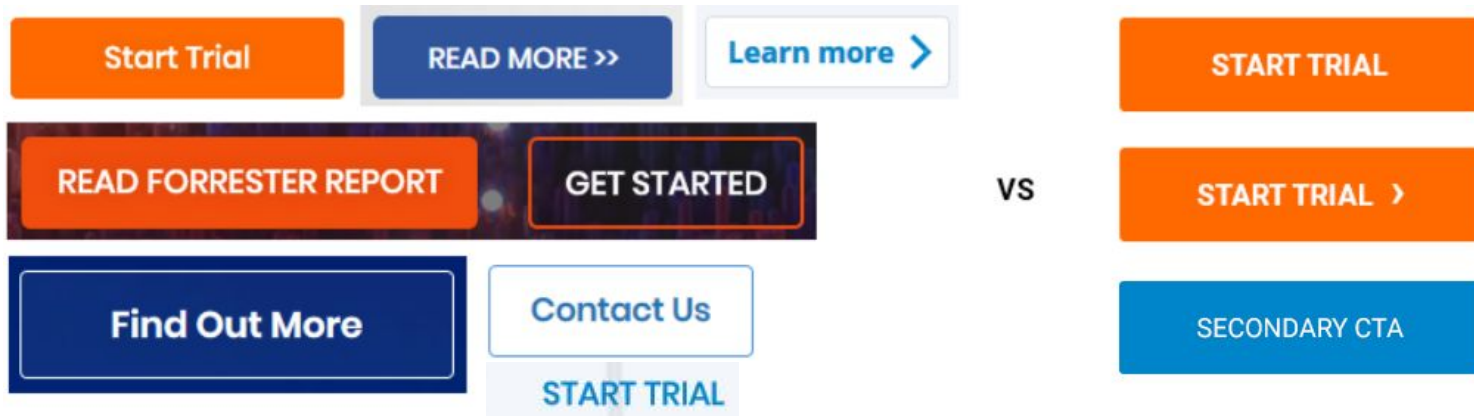 Start Trial
READ MORE >>
Learn more >
START TRIAL
READ FORRESTER REPORT
GET STARTED
VS
START TRIAL >
Find Out More
Contact Us
SECONDARY CTA
START TRIAL